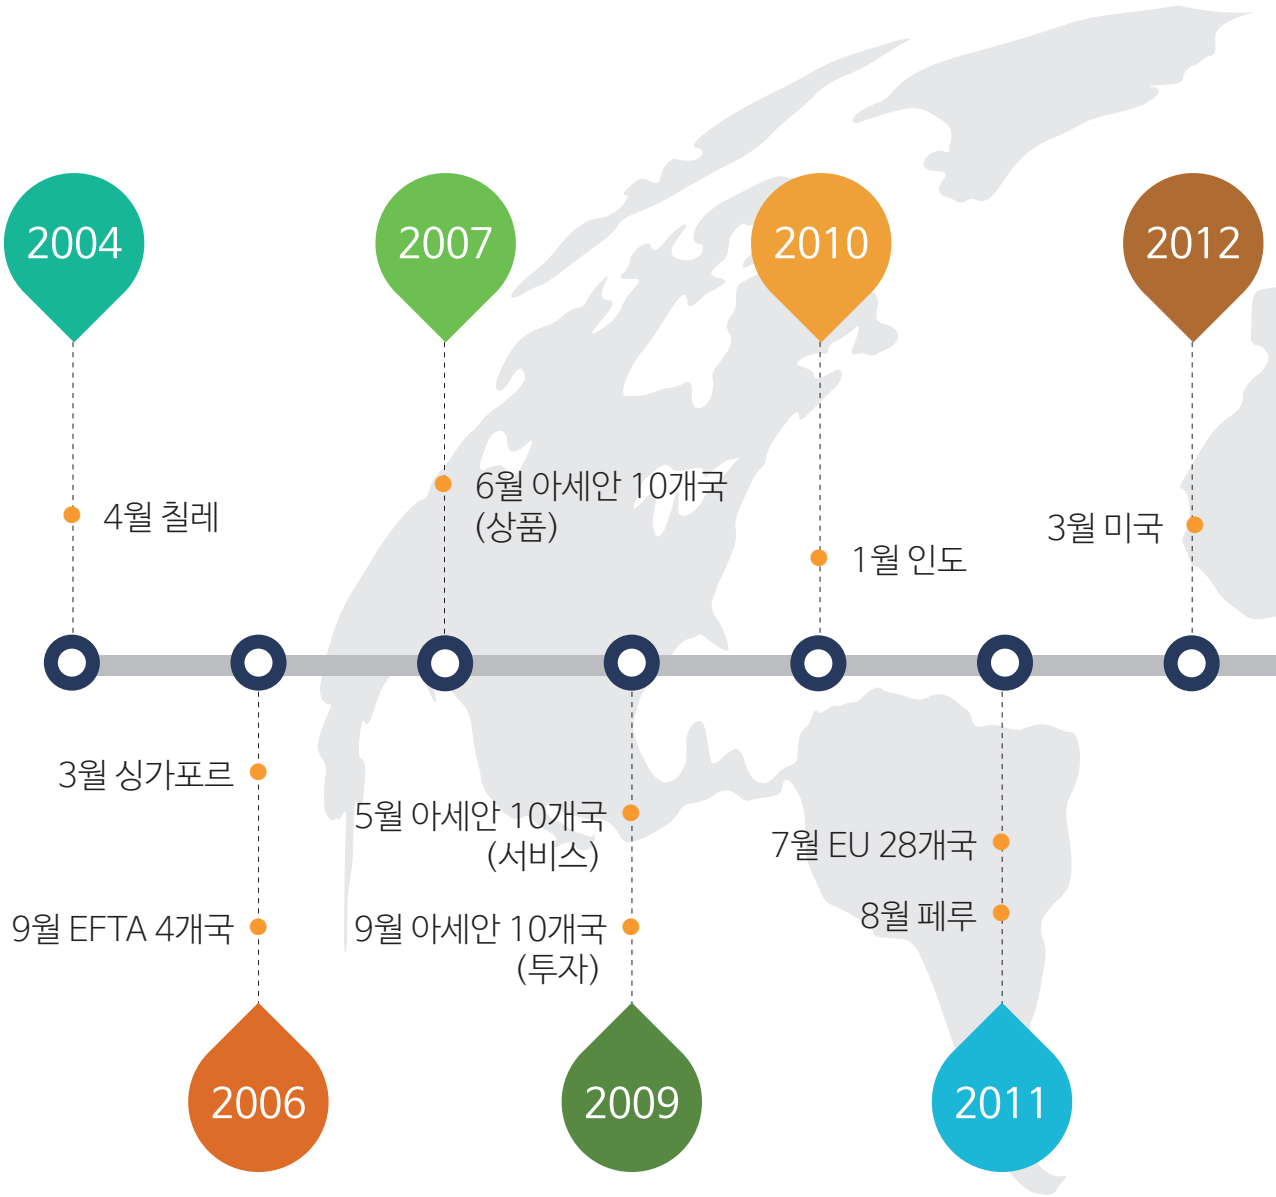 2004
4월 칠레
2007
6월 아세안 10개국
(상품)
2010
1월 인도
2012
3월 미국
3월 싱가포르
9월 EFTA 4개국
2006
5월 아세안 10개국
(서비스)
9월 아세안 10개국
(투자)
2009
7월 EU 28개국
8월 페루
2011